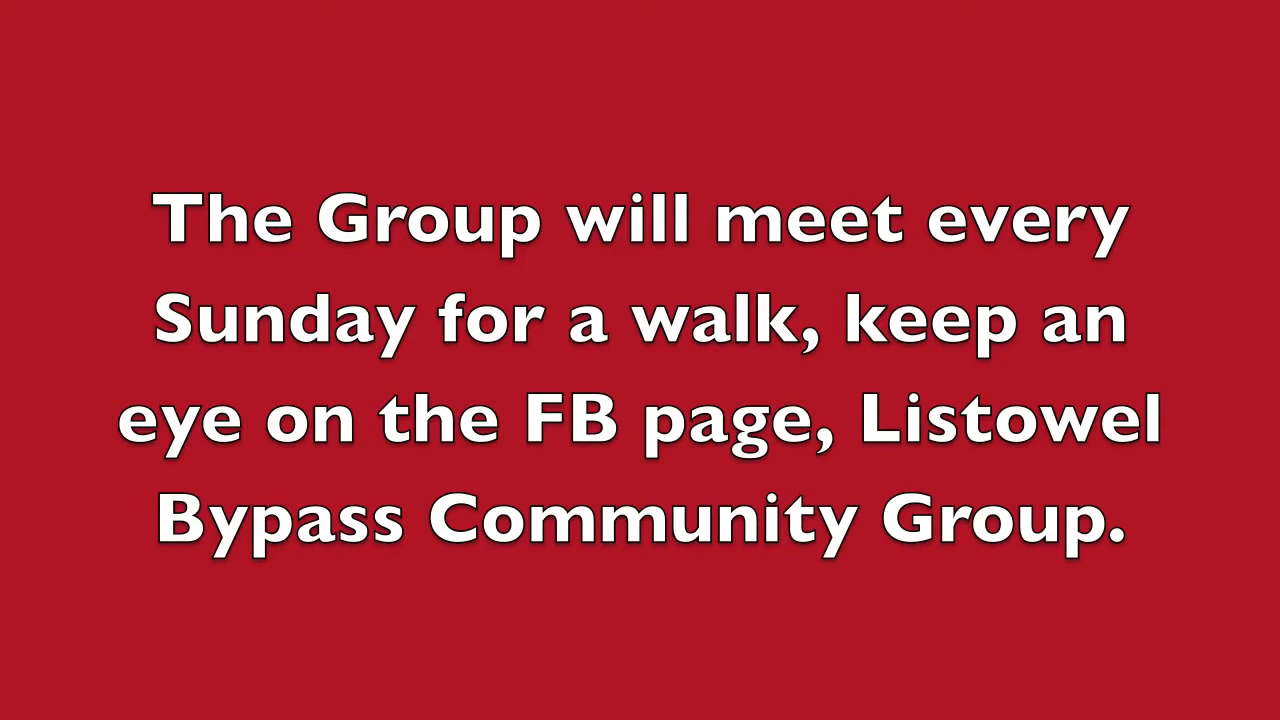 The Group will meet every
Sunday for a walk, keep an
eye on the FB page, Listowel
Bypass Community Group.